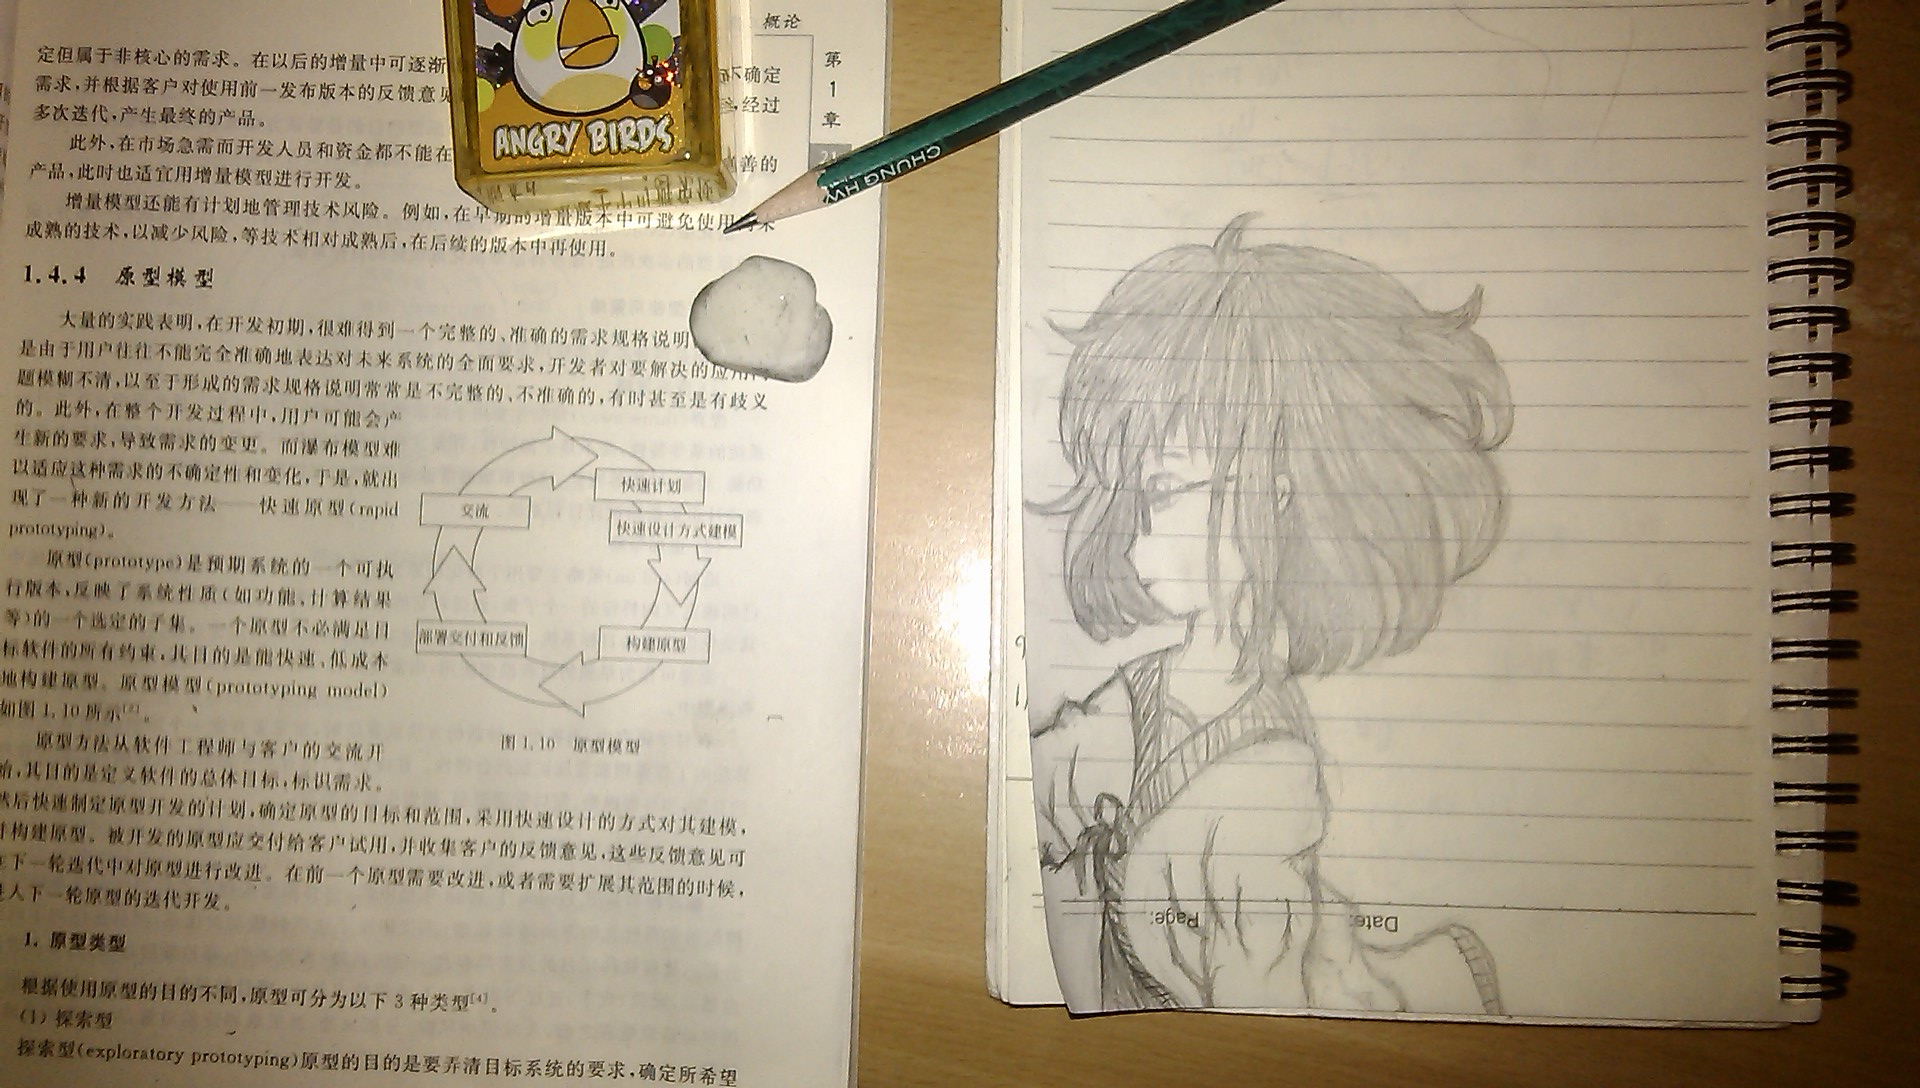 概论
定但属于非核心的需求。在以后的增量中可逐渐
不确定
需求,并根据客户对使用前一发布版本的反馈意见
经过
多次迭代,产生最终的产品。
此外,在市场急需而开发人员和资金都不能在
善的
产品,此时也适宜用增量模型进行开发。
增量模型还能有计划地管理技术风险。例如,在早期的增量版本中可避免使用
成熟的技术,以减少风险,等技术相对成熟后,在后续的版本中再使用。
第
1
章
21
ANGRY BIRDS
CHUNG HWA
1.4.4 原型模型
大量的实践表明,在开发初期,很难得到一个完整的、准确的需求规格说明
是由于用户往往不能完全准确地表达对未来系统的全面要求,开发者对要解决的应用
题模糊不清,以至于形成的需求规格说明常常是不完整的、不准确的,有时甚至是有歧义
的。此外,在整个开发过程中,用户可能会产
生新的要求,导致需求的变更。而瀑布模型难
以适应这种需求的不确定性和变化,于是,就出
现了一种新的开发方法——快速原型(rapid
prototyping)。
原型(prototype)是预期系统的一个可执
行版本,反映了系统性质(如功能、计算结果
等)的一个选定的子集。一个原型不必满足目
标软件的所有约束,其目的是能快速、低成本
地构建原型。原型模型(prototyping model)
如图 1.10 所示[2]。
原型方法从软件工程师与客户的交流开
始,其目的是定义软件的总体目标,标识需求。
然后快速制定原型开发的计划,确定原型的目标和范围,采用快速设计的方式对其建模,
构建原型。被开发的原型应交付给客户试用,并收集客户的反馈意见,这些反馈意见可
下一轮迭代中对原型进行改进。在前一个原型需要改进,或者需要扩展其范围的时候,
入下一轮原型的迭代开发。
交流
快速计划
快速设计方式建模
构建原型
部署交付和反馈
图 1.10 原型模型
1. 原型类型
根据使用原型的目的不同,原型可分为以下 3 种类型[4]。
(1) 探索型
探索型(exploratory prototyping)原型的目的是要弄清目标系统的要求,确定所希望
Page:
Date: